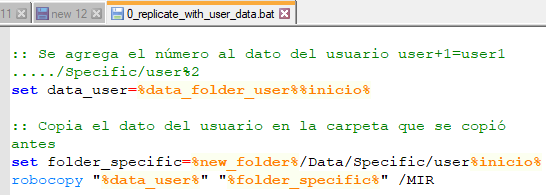 11
new 12
0_replicate_with_user_data.bat
:: Se agrega el número al dato del usuario user+1=user1
...../Specific/user%2
set data_user=%data_folder_user%%inicio%
:: Copia el dato del usuario en la carpeta que se copió
antes
set folder_specific=%new_folder%/Data/Specific/user%inicio%
robocopy "%data_user%" "%folder_specific%" /MIR